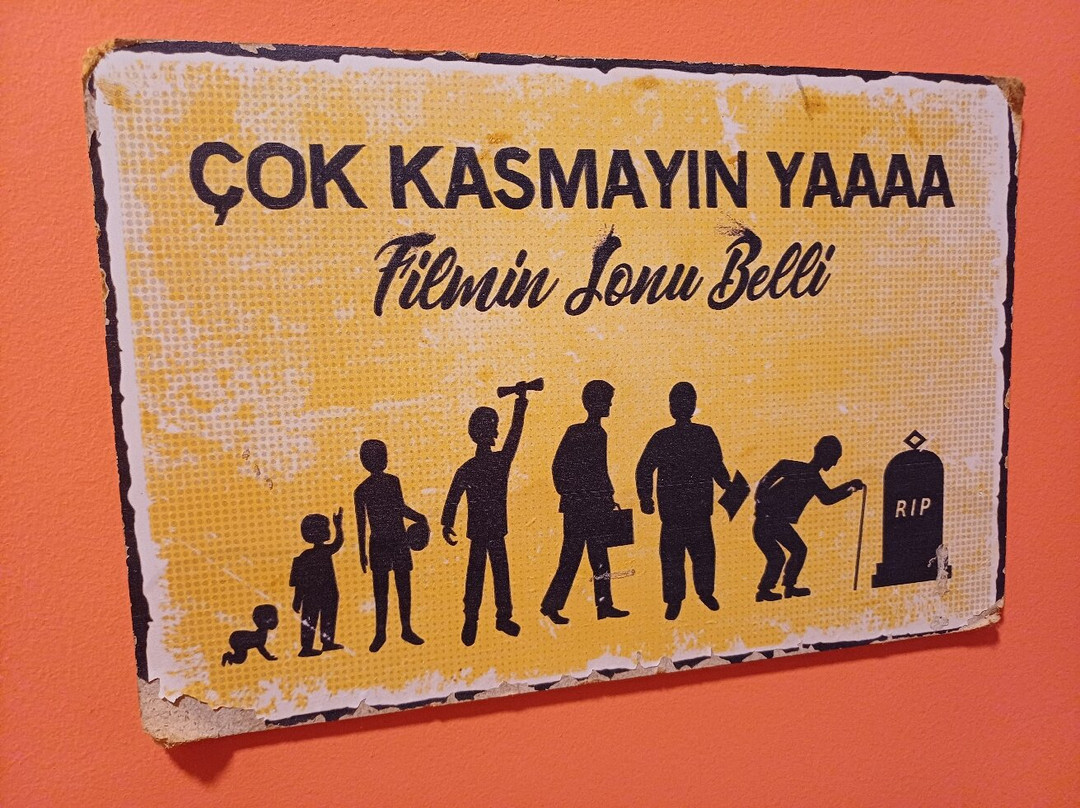 ÇOK KASMAYIN YAAAA
Filmin Sonu Belli
RIP